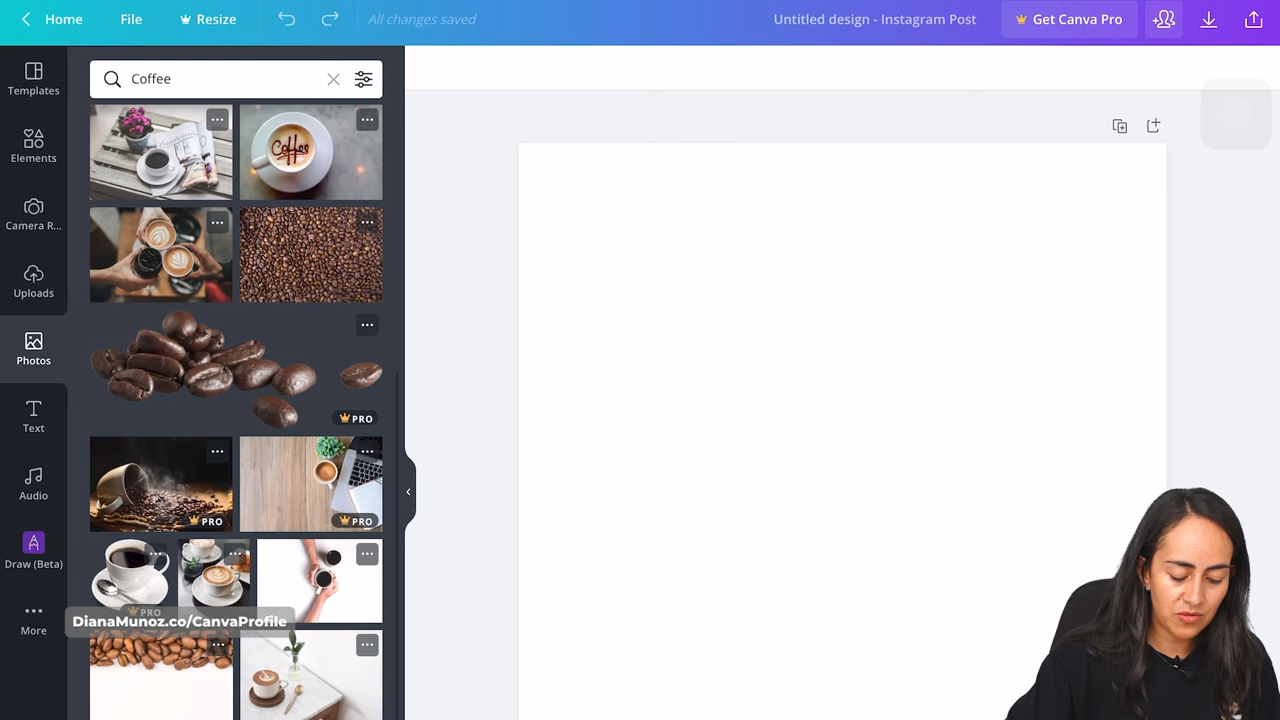 Home
File
Resize
All changes saved
Untitled design - Instagram Post
Get Canva Pro
Templates
Elements
Camera R...
Uploads
Photos
Text
Audio
Draw (Beta)
More
Coffee
Coffee
PRO
PRO
PRO
PRO
DianaMunoz.co/CanvaProfile